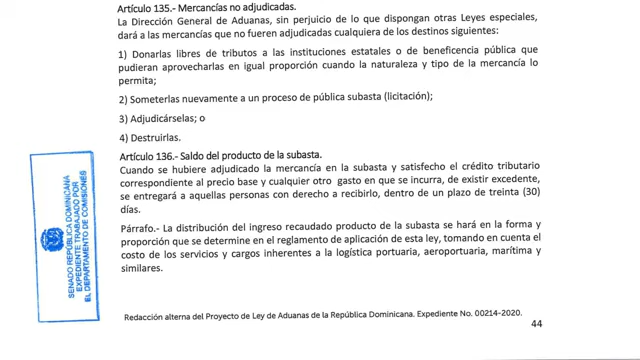 Artículo 135.- Mercancías no adjudicadas.
La Dirección General de Aduanas, sin perjuicio de lo que dispongan otras Leyes especiales,
dará a las mercancías que no fueren adjudicadas cualquiera de los destinos siguientes:
1) Donarlas libres de tributos a las instituciones estatales o de beneficencia pública que
pudieran aprovecharlas en igual proporción cuando la naturaleza y tipo de la mercancía lo
permita;
2) Someterlas nuevamente a un proceso de pública subasta (licitación);
3) Adjudicárselas; o
4) Destruirlas.
Artículo 136.- Saldo del producto de la subasta.
Cuando se hubiere adjudicado la mercancía en la subasta y satisfecho el crédito tributario
correspondiente al precio base y cualquier otro gasto en que se incurra, de existir excedente,
se entregará a aquellas personas con derecho a recibirlo, dentro de un plazo de treinta (30)
días.
Párrafo.- La distribución del ingreso recaudado producto de la subasta se hará en la forma y
proporción que se determine en el reglamento de aplicación de esta ley, tomando en cuenta el
costo de los servicios y cargos inherentes a la logística portuaria, aeroportuaria, marítima y
similares.
SENADO REPÚBLICA DOMINICANA
EXPEDIENTE TRABAJADO POR
EL DEPARTAMENTO DE COMISIONES
Redacción alterna del Proyecto de Ley de Aduanas de la República Dominicana. Expediente No. 00214-2020.
44